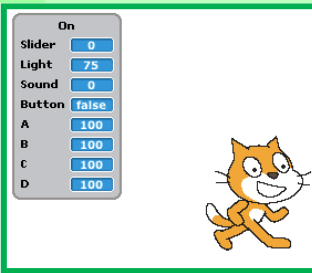 On
Slider 0
Light 75
Sound 0
Button false
A 100
B 100
C 100
D 100